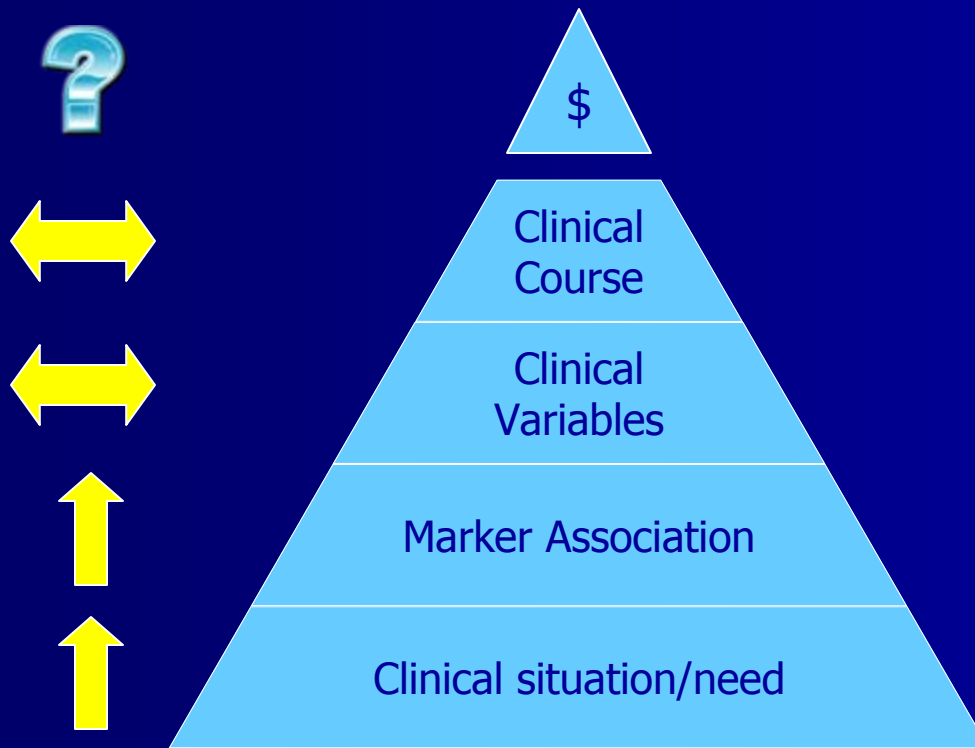 ?
$
Clinical
Course
Clinical
Variables
Marker Association
Clinical situation/need